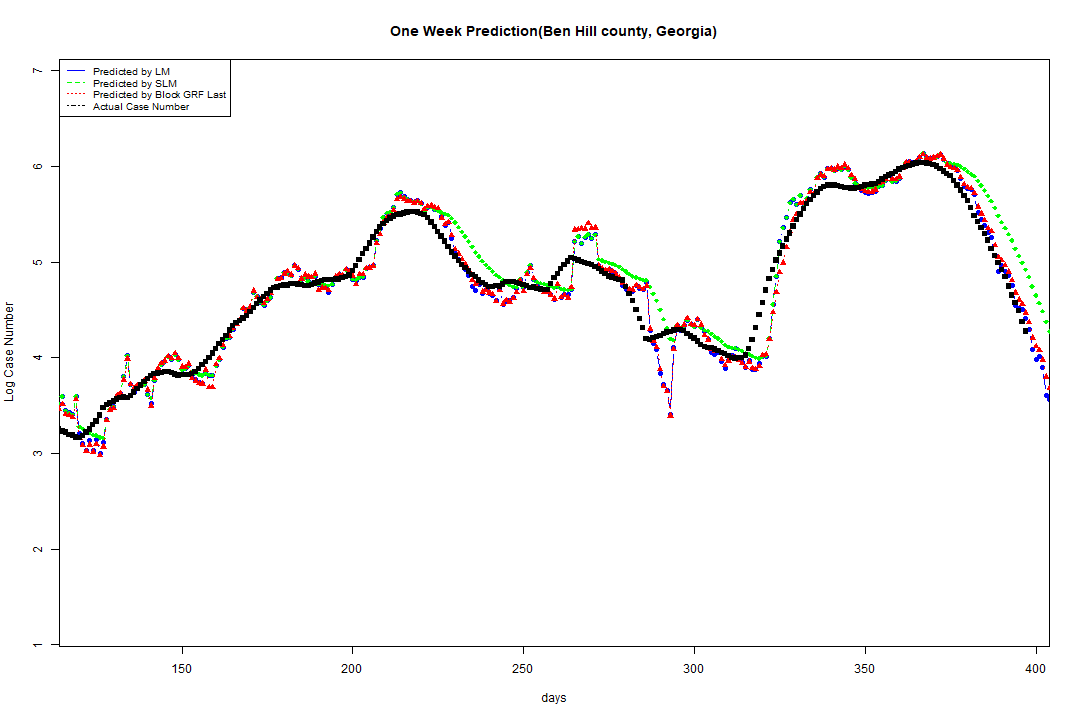 One Week Prediction(Ben Hill county, Georgia)
Predicted by LM
Predicted by SLM
Predicted by Block GRF Last
Actual Case Number
7
6
5
4
3
2
1
Log Case Number
150 200 250 300 350 400
days